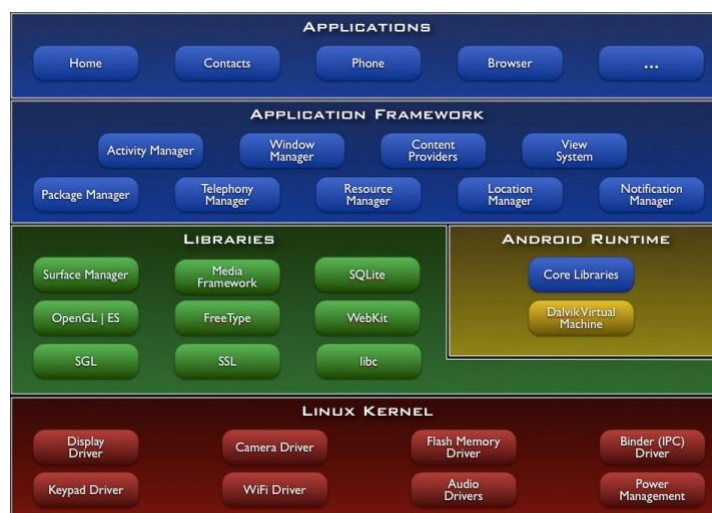 APPLICATIONS
Home
Contacts
Phone
Browser
...
APPLICATION FRAMEWORK
Activity Manager
Window
Manager
Content
Providers
View
System
Package Manager
Telephony
Manager
Resource
Manager
Location
Manager
Notification
Manager
LIBRARIES
Surface Manager
Media
Framework
SQLite
OpenGL | ES
FreeType
WebKit
SGL
SSL
libc
ANDROID RUNTIME
Core Libraries
Dalvik Virtual
Machine
LINUX KERNEL
Display
Driver
Camera Driver
Flash Memory
Driver
Binder (IPC)
Driver
Keypad Driver
WiFi Driver
Audio
Drivers
Power
Management